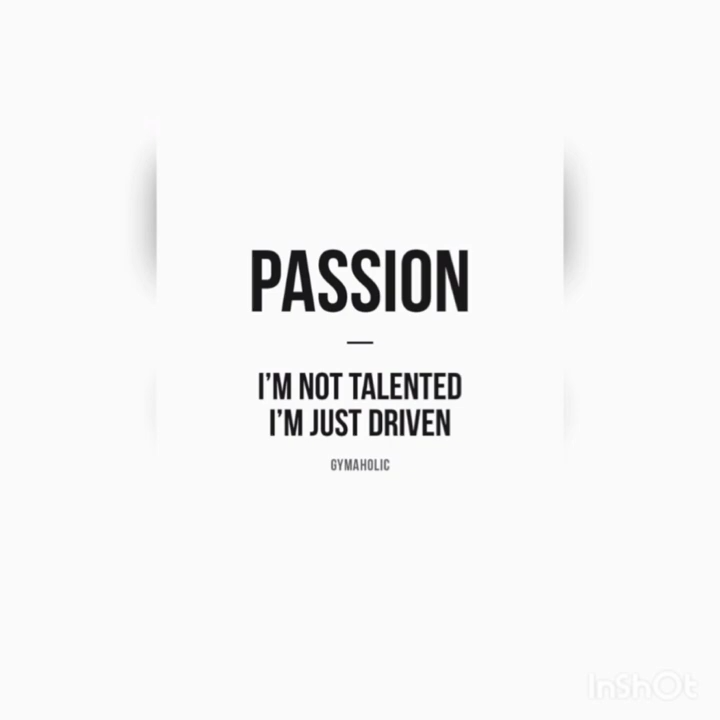 PASSION
—
I'M NOT TALENTED
I'M JUST DRIVEN
GYMAHOLIC
InShOt